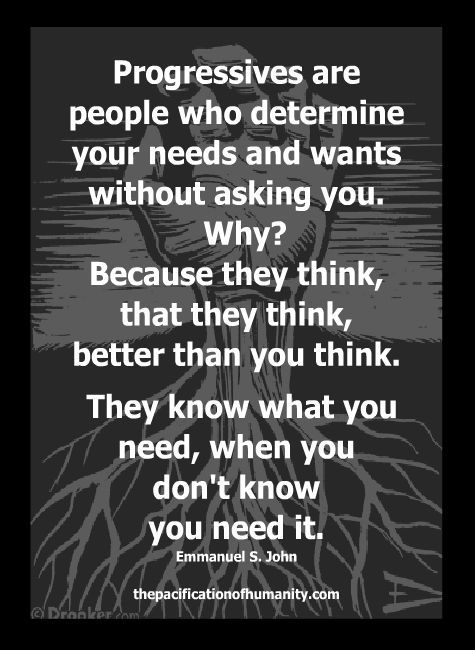 Progressives are
people who determine
your needs and wants
without asking you.
Why?
Because they think,
that they think,
better than you think.
They know what you
need, when you
don't know
you need it.
Emmanuel S. John
thepacificationofhumanity.com
© Drooker.com